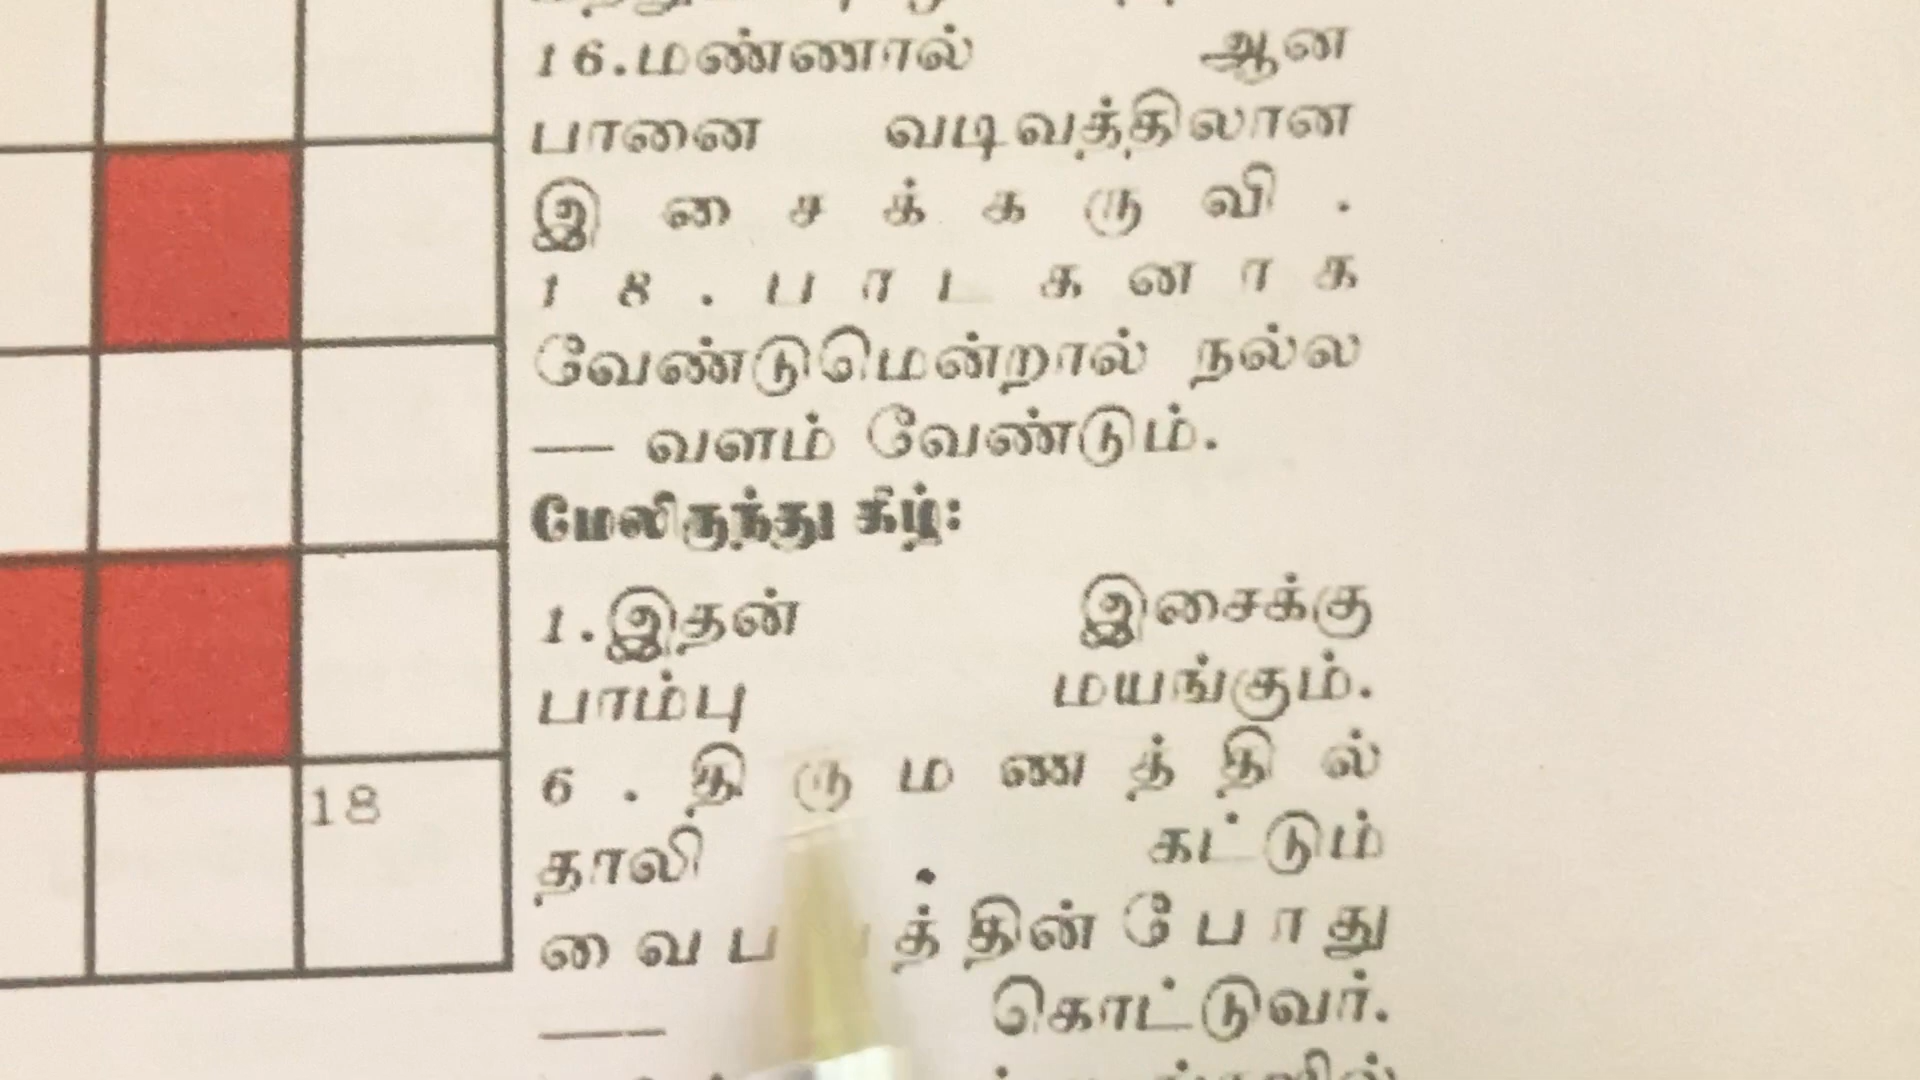 16.மண்ணால் ஆன
பானை வடிவத்திலான
இசைக்கருவி.
18.பாடகனாக
வேண்டுமென்றால் நல்ல
— வளம் வேண்டும்.
மேலிருந்து கீழ்:
1.இதன் இசைக்கு
பாம்பு மயங்கும்.
6.திருமணத்தில்
தாலி கட்டும்
18
— கொட்டுவர்.